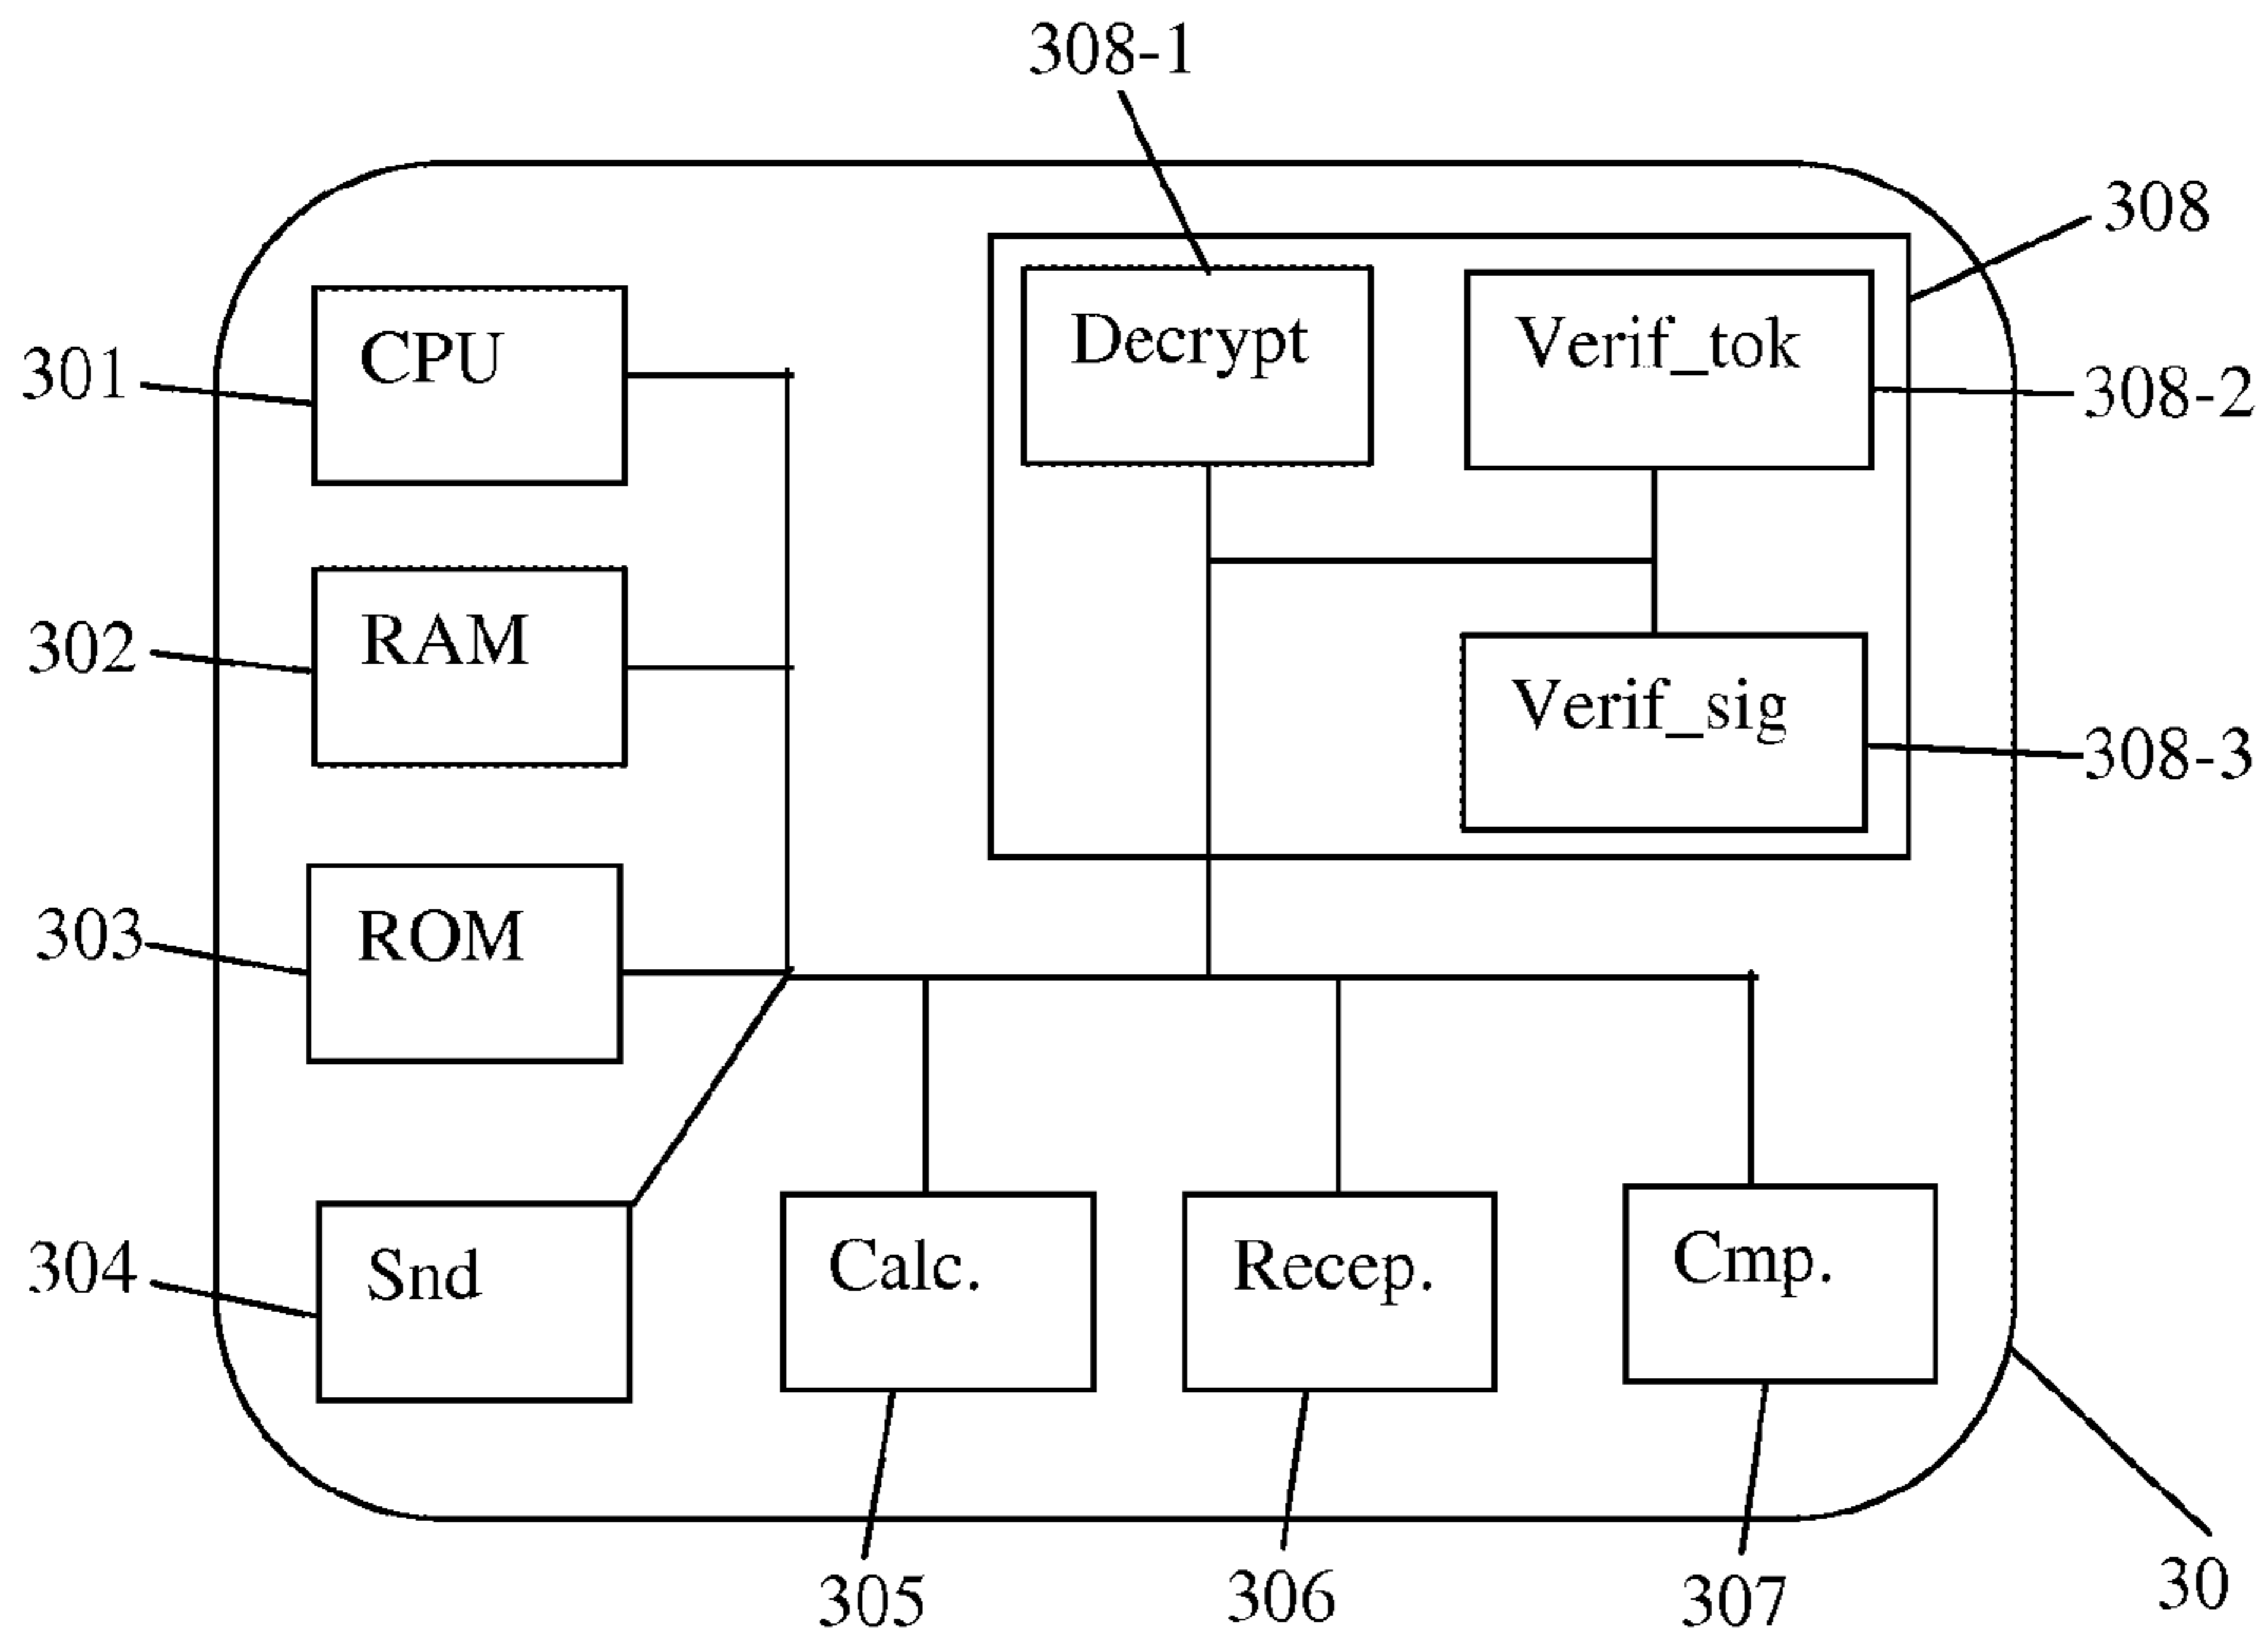 308-1
308
CPU
Decrypt
Verif_tok
301
308-2
RAM
302
Verif_sig
308-3
ROM
303
Snd
304
Calc.
Recep.
Cmp.
305
306
307
30